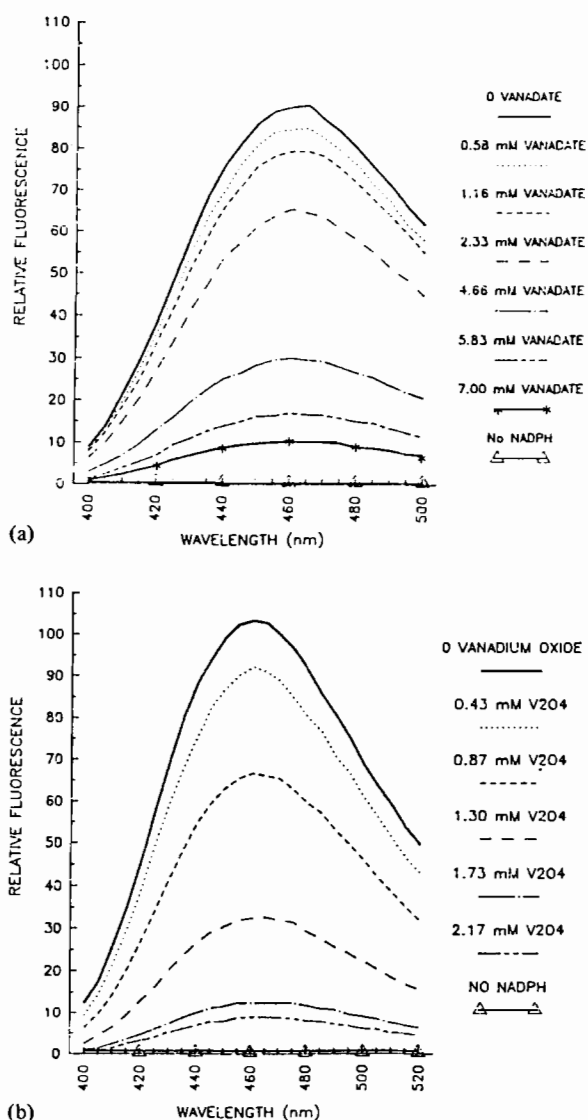 110
100
90
80
70
60
50
40
30
20
10
0
RELATIVE FLUORESCENCE
400
420
440
460
480
500
WAVELENGTH (nm)
(a)
0 VANADATE
0.58 mM VANADATE
1.16 mM VANADATE
2.33 mM VANADATE
4.66 mM VANADATE
5.83 mM VANADATE
7.00 mM VANADATE
No NADPH
110
100
90
80
70
60
50
40
30
20
10
0
RELATIVE FLUORESCENCE
400
420
440
460
480
500
520
WAVELENGTH (nm)
(b)
0 VANADIUM OXIDE
0.43 mM V2O4
0.87 mM V2O4
1.30 mM V2O4
1.73 mM V2O4
2.17 mM V2O4
NO NADPH